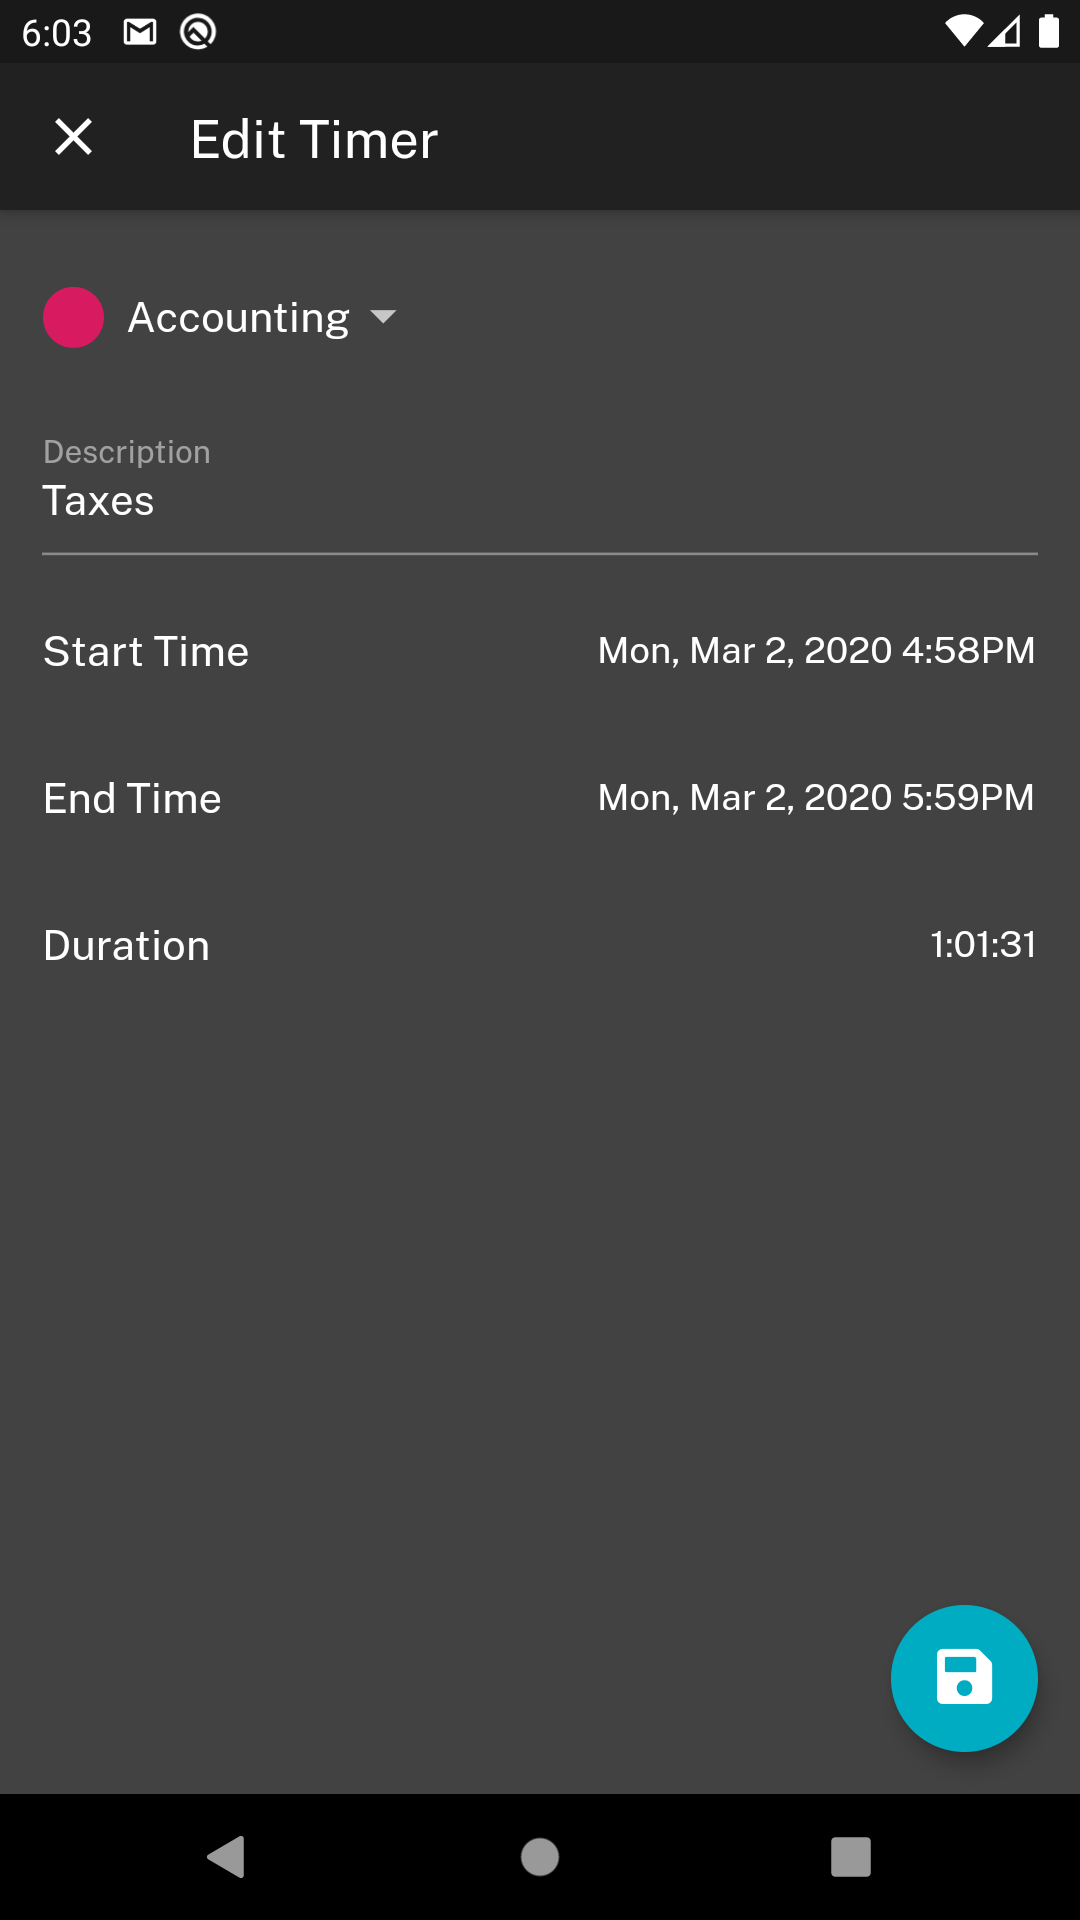 6:03
Edit Timer
Accounting
Description
Taxes
Start Time Mon, Mar 2, 2020 4:58PM
End Time Mon, Mar 2, 2020 5:59PM
Duration 1:01:31